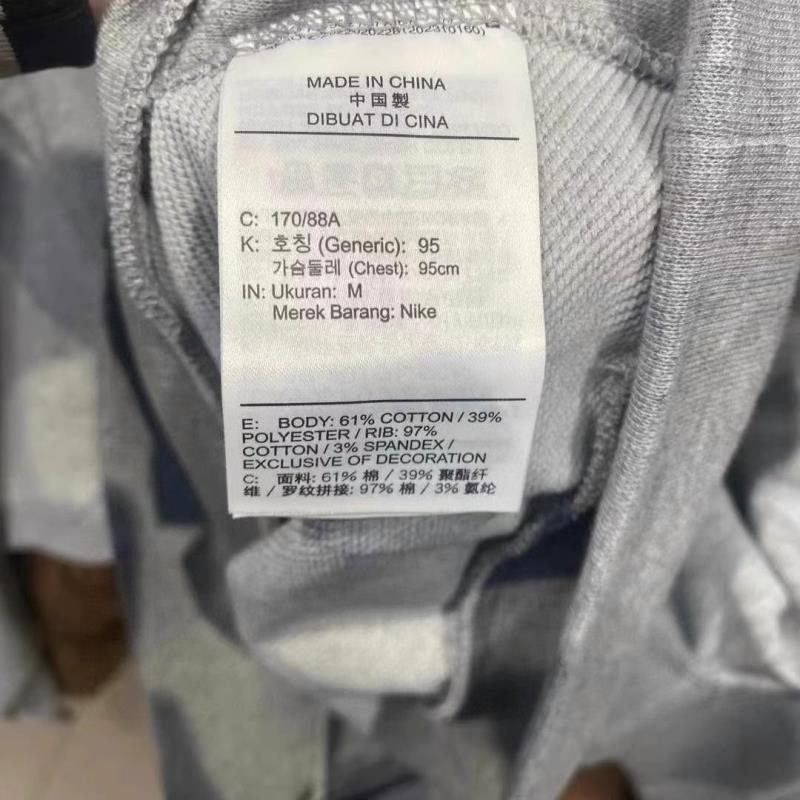 MADE IN CHINA
中国製
DIBUAT DI CINA
C: 170/88A
K: 호칭 (Generic): 95
가슴둘레 (Chest): 95cm
IN: Ukuran: M
Merek Barang: Nike
E: BODY: 61% COTTON / 39%
POLYESTER / RIB: 97%
COTTON / 3% SPANDEX /
EXCLUSIVE OF DECORATION
C: 面料: 61% 棉 / 39% 聚酯纤
维 / 罗纹拼接: 97% 棉 / 3% 氨纶